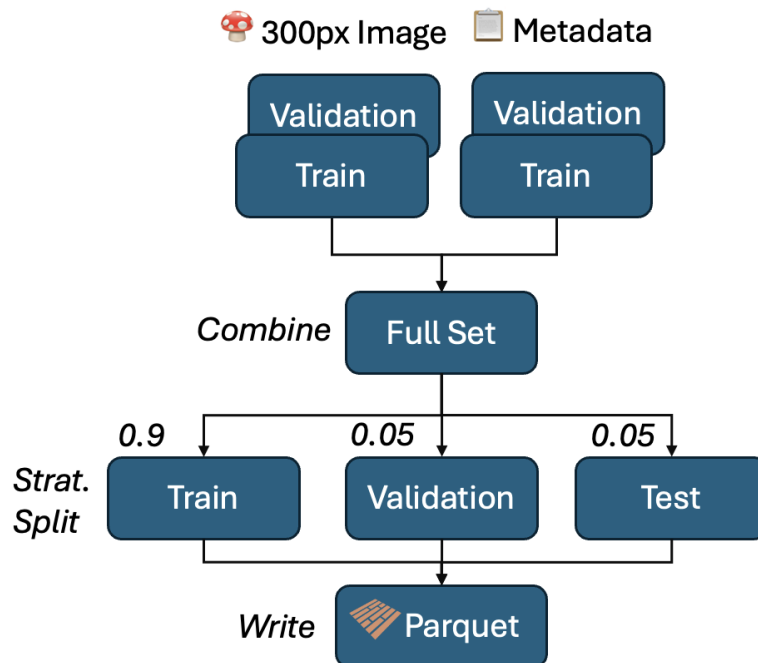 300px Image Metadata
Validation Validation
Train Train
Combine Full Set
0.9 0.05 0.05
Strat.
Split
Train Validation Test
Write Parquet